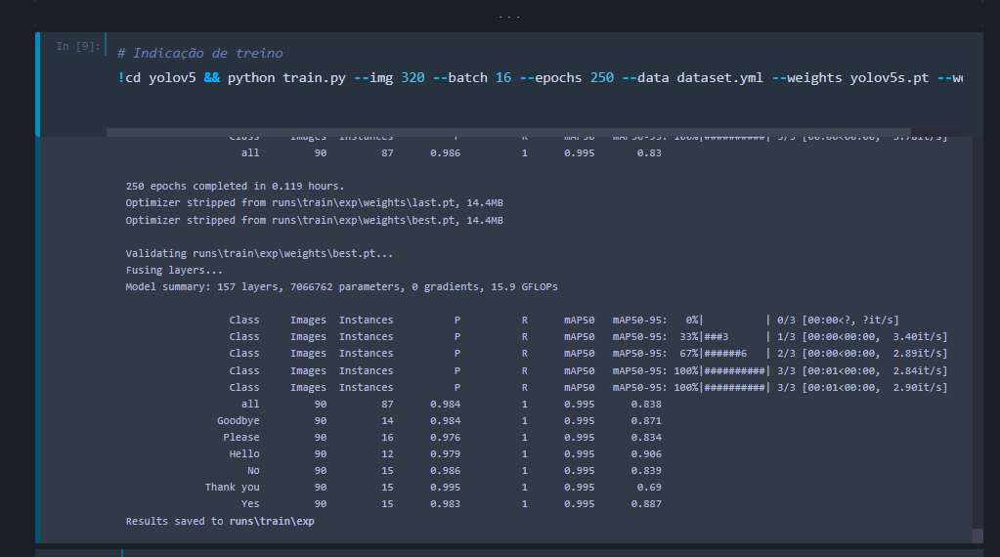 ...
In [9]:
# Indicação de treino
!cd yolov5 && python train.py --img 320 --batch 16 --epochs 250 --data dataset.yml --weights yolov5s.pt
Class Images Instances P R mAP50 mAP50-95: 100%|##########| 3/3 [00:00<00:00, 3.78it/s]
all 90 87 0.986 1 0.995 0.83
250 epochs completed in 0.119 hours.
Optimizer stripped from runs\train\exp\weights\last.pt, 14.4MB
Optimizer stripped from runs\train\exp\weights\best.pt, 14.4MB
Validating runs\train\exp\weights\best.pt...
Fusing layers...
Model summary: 157 layers, 7066762 parameters, 0 gradients, 15.9 GFLOPs
Class Images Instances P R mAP50 mAP50-95: 0%| | 0/3 [00:00<?, ?it/s]
Class Images Instances P R mAP50 mAP50-95: 33%|###3 | 1/3 [00:00<00:00, 3.40it/s]
Class Images Instances P R mAP50 mAP50-95: 67%|######6 | 2/3 [00:00<00:00, 2.89it/s]
Class Images Instances P R mAP50 mAP50-95: 100%|##########| 3/3 [00:01<00:00, 2.84it/s]
Class Images Instances P R mAP50 mAP50-95: 100%|##########| 3/3 [00:01<00:00, 2.90it/s]
all 90 87 0.984 1 0.995 0.838
Goodbye 90 14 0.984 1 0.995 0.871
Please 90 16 0.976 1 0.995 0.834
Hello 90 12 0.979 1 0.995 0.906
No 90 15 0.986 1 0.995 0.839
Thank you 90 15 0.995 1 0.995 0.69
Yes 90 15 0.983 1 0.995 0.887
Results saved to runs\train\exp